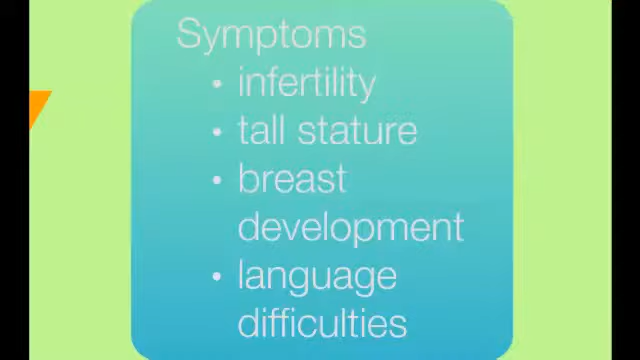 Symptoms
• infertility
• tall stature
• breast
development
• language
difficulties